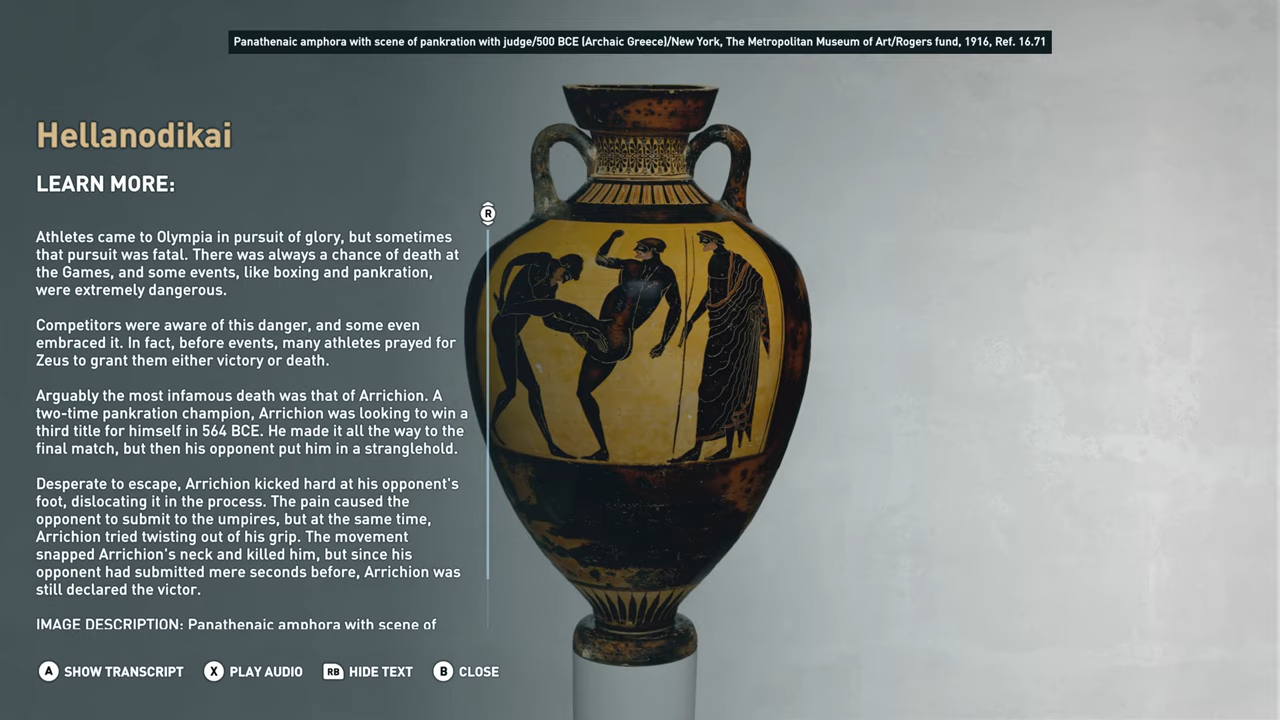 Panathenaic amphora with scene of pankration with judge/500 BCE (Archaic Greece)/New York, The Metropolitan Museum of Art/Rogers fund, 1916, Ref. 16.71
Hellanodikai
LEARN MORE:
R
Athletes came to Olympia in pursuit of glory, but sometimes
that pursuit was fatal. There was always a chance of death at
the Games, and some events, like boxing and pankration,
were extremely dangerous.
Competitors were aware of this danger, and some even
embraced it. In fact, before events, many athletes prayed for
Zeus to grant them either victory or death.
Arguably the most infamous death was that of Arrichion. A
two-time pankration champion, Arrichion was looking to win a
third title for himself in 564 BCE. He made it all the way to the
final match, but then his opponent put him in a stranglehold.
Desperate to escape, Arrichion kicked hard at his opponent's
foot, dislocating it in the process. The pain caused the
opponent to submit to the umpires, but at the same time,
Arrichion tried twisting out of his grip. The movement
snapped Arrichion's neck and killed him, but since his
opponent had submitted mere seconds before, Arrichion was
still declared the victor.
IMAGE DESCRIPTION: Panathenaic amphora with scene of
A SHOW TRANSCRIPT X PLAY AUDIO RB HIDE TEXT B CLOSE